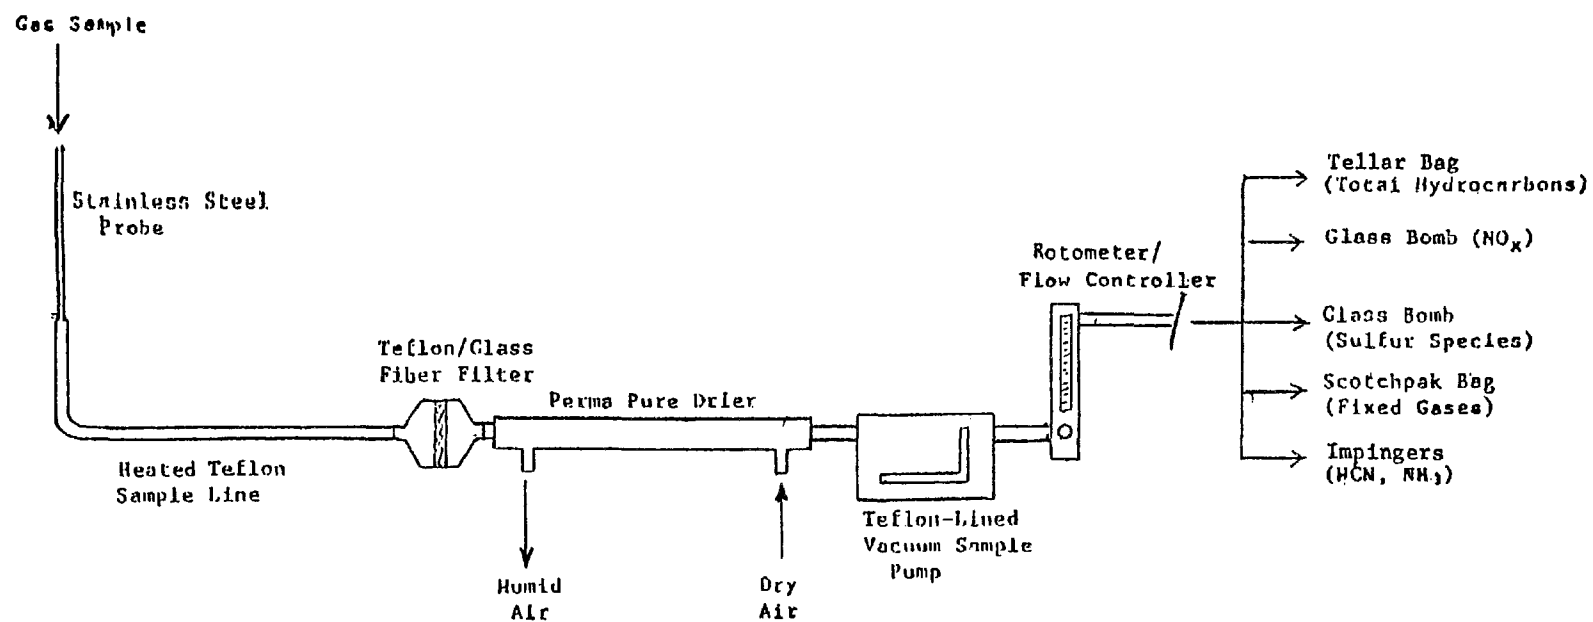 Gas Sample
Stainless Steel
Probe
Heated Teflon
Sample Line
Teflon/Glass
Fiber Filter
Perma Pure Drier
Humid
Air
Dry
Air
Teflon-Lined
Vacuum Sample
Pump
Rotometer/
Flow Controller
Tellar Bag
(Total Hydrocarbons)
Glass Bomb (NOx)
Glass Bomb
(Sulfur Species)
Scotchpak Bag
(Fixed Gases)
Impingers
(HCN, NH3)